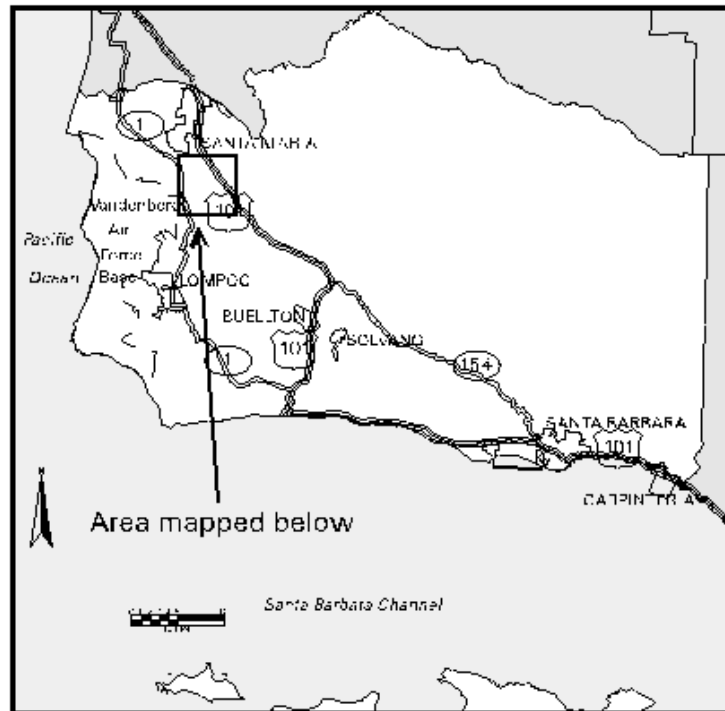 1
SANTA MARIA
101
Vandenberg
Air
Force
Base
Pacific
Ocean
LOMPOC
BUELLTON
SOLVANG
101
1
154
SANTA BARBARA
101
CARPINTERIA
Area mapped below
Santa Barbara Channel